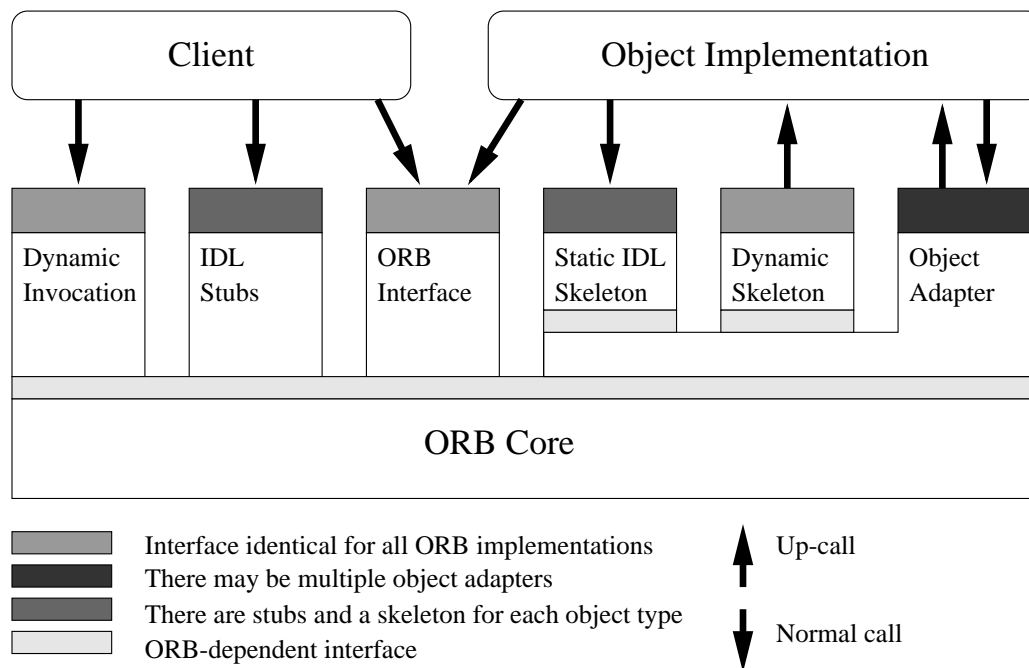 Client
Object Implementation
Dynamic
Invocation
IDL
Stubs
ORB
Interface
Static IDL
Skeleton
Dynamic
Skeleton
Object
Adapter
ORB Core
Interface identical for all ORB implementations
There may be multiple object adapters
There are stubs and a skeleton for each object type
ORB-dependent interface
Up-call
Normal call